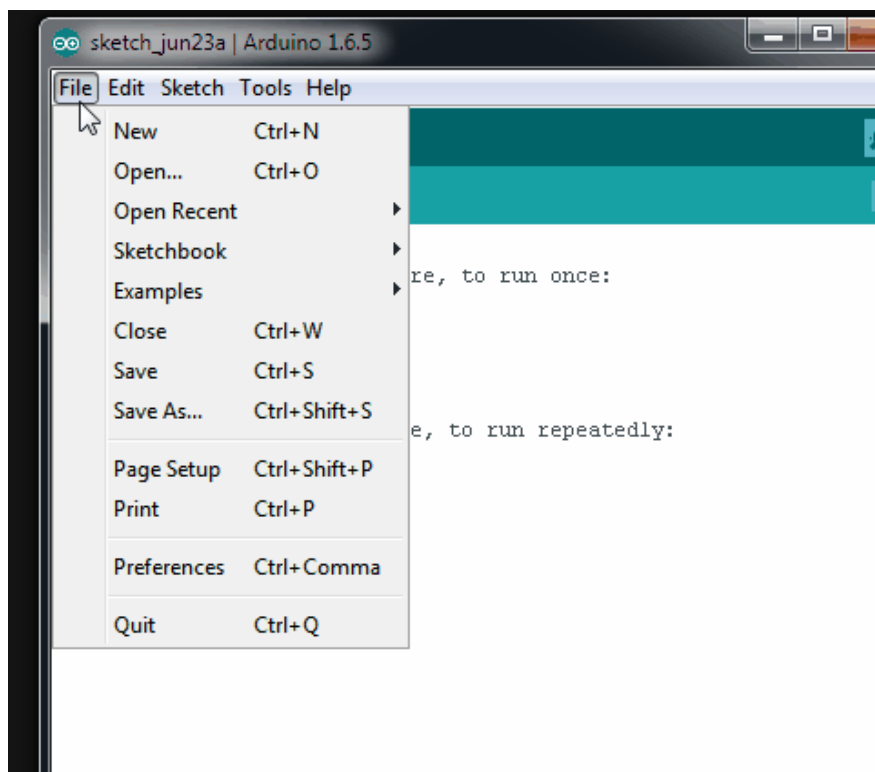 sketch_jun23a | Arduino 1.6.5
File Edit Sketch Tools Help
New Ctrl+N
Open... Ctrl+O
Open Recent
Sketchbook
Examples
re, to run once:
Close Ctrl+W
Save Ctrl+S
Save As... Ctrl+Shift+S
e, to run repeatedly:
Page Setup Ctrl+Shift+P
Print Ctrl+P
Preferences Ctrl+Comma
Quit Ctrl+Q